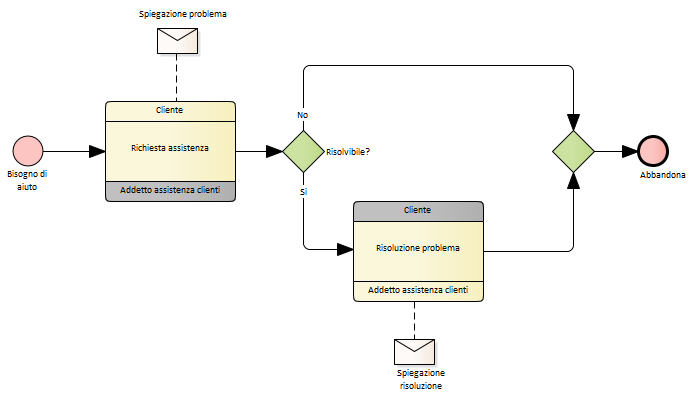 Spiegazione problema
Cliente
Richiesta assistenza
Addetto assistenza clienti
Bisogno di
aiuto
No
Risolvibile?
Si
Cliente
Risoluzione problema
Addetto assistenza clienti
Spiegazione
risoluzione
Abbandona